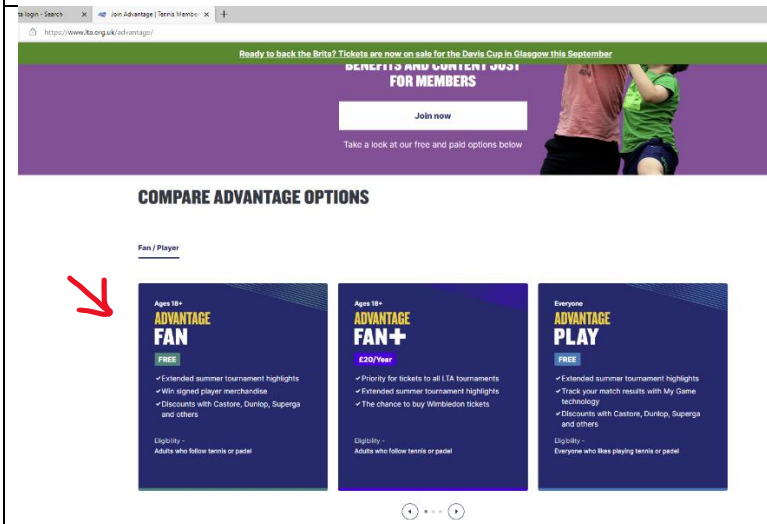 lta login - Search
Join Advantage | Tennis Member
https://www.lta.org.uk/advantage/
Ready to back the Brits? Tickets are now on sale for the Davis Cup in Glasgow this September
BENEFITS AND CONTENT JUST
FOR MEMBERS
Join now
Take a look at our free and paid options below
COMPARE ADVANTAGE OPTIONS
Fan / Player
Ages 18+
ADVANTAGE
FAN
FREE
✓Extended summer tournament highlights
✓Win signed player merchandise
✓Discounts with Castore, Dunlop, Superga
and others
Eligibility -
Adults who follow tennis or padel
Ages 18+
ADVANTAGE
FAN+
£20/Year
✓Priority for tickets to all LTA tournaments
✓Extended summer tournament highlights
✓The chance to buy Wimbledon tickets
Eligibility -
Adults who follow tennis or padel
Everyone
ADVANTAGE
PLAY
FREE
✓Extended summer tournament highlights
✓Track your match results with My Game
technology
✓Discounts with Castore, Dunlop, Superga
and others
Eligibility -
Everyone who likes playing tennis or padel